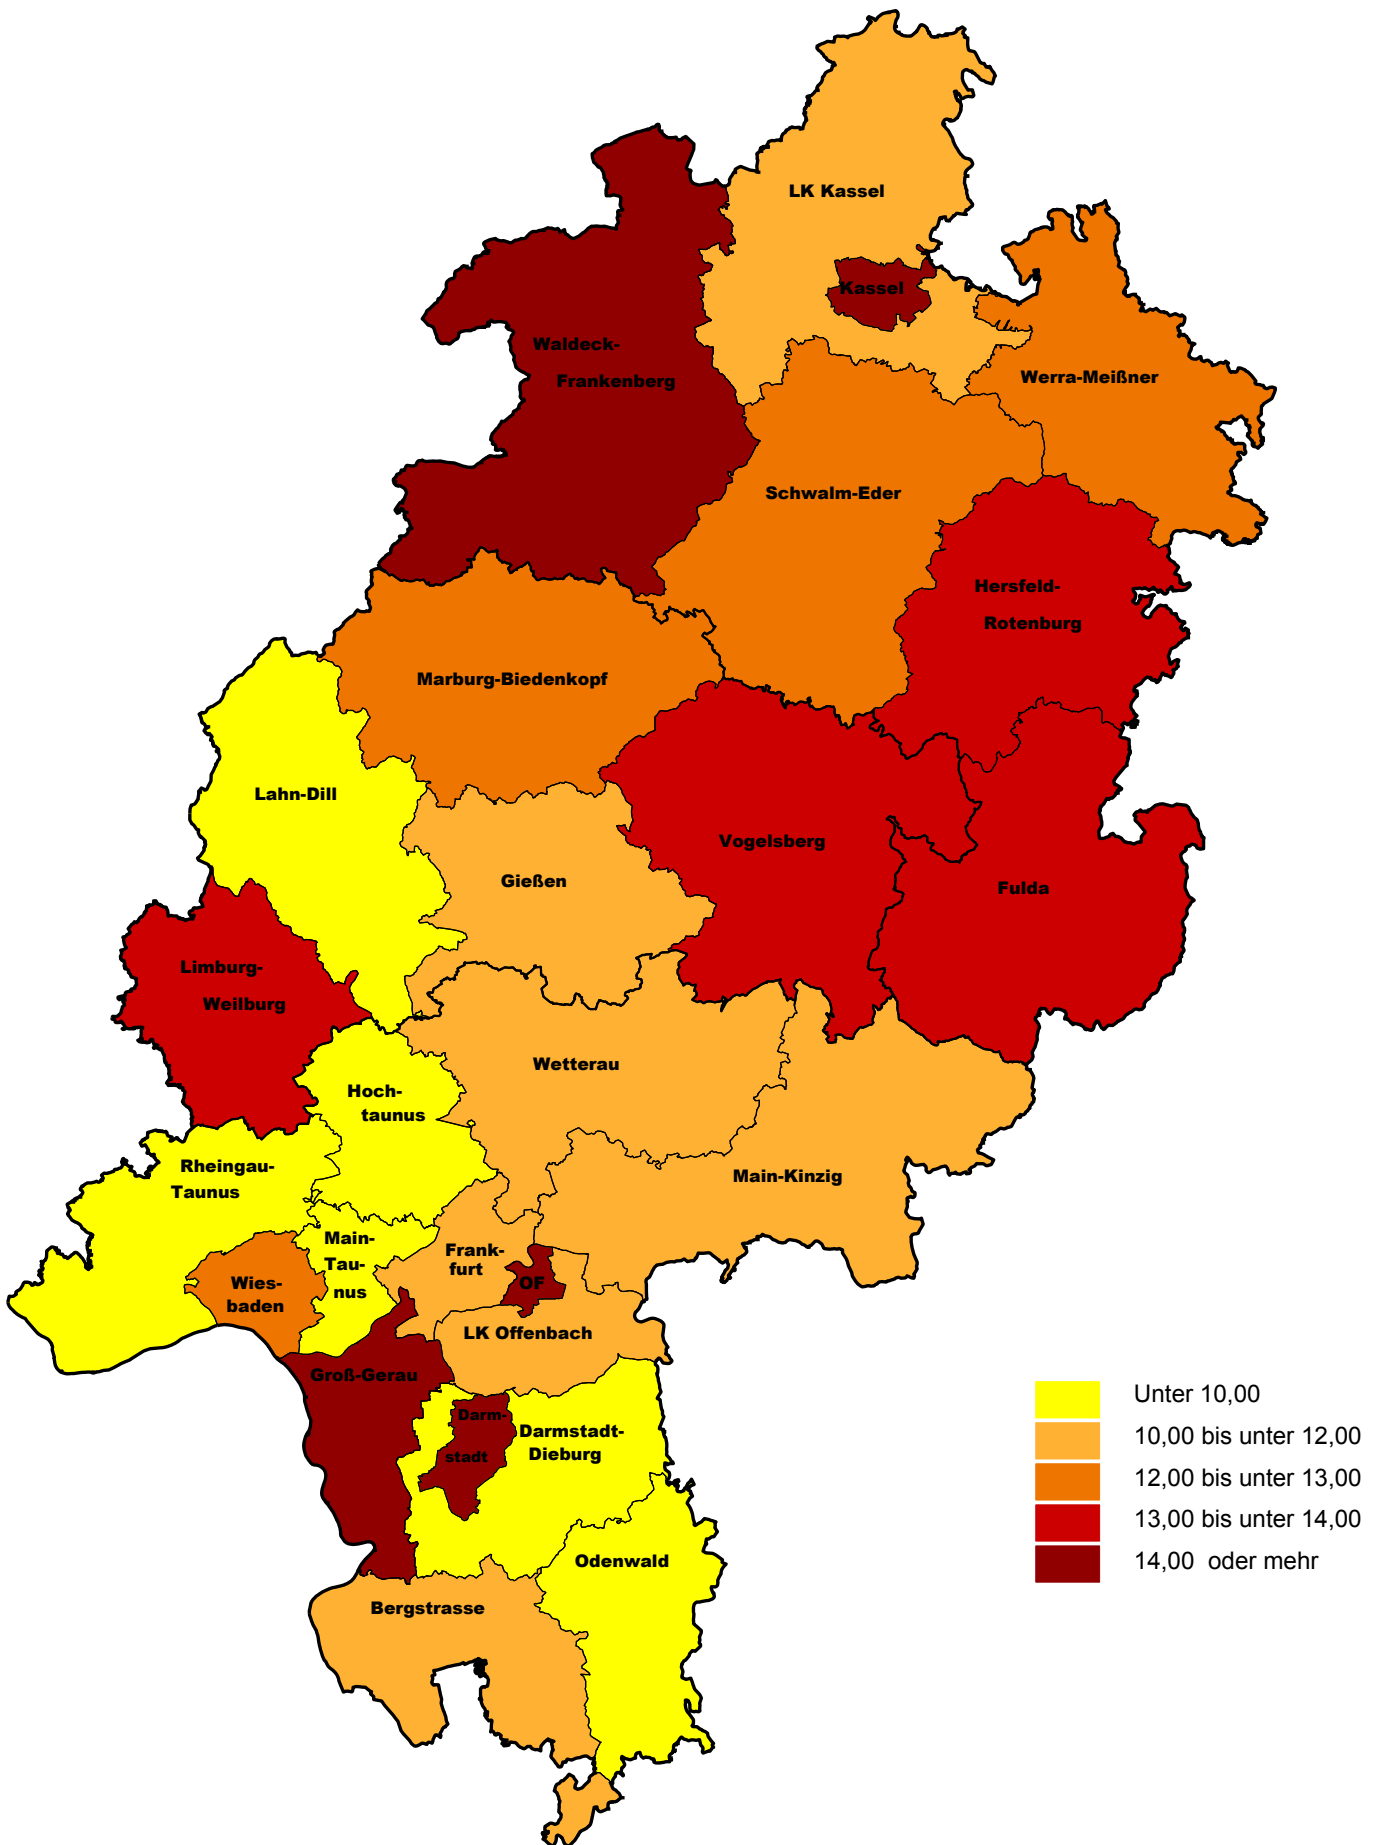 LK Kassel
Kassel
Waldeck-
Frankenberg
Werra-Meißner
Schwalm-Eder
Hersfeld-
Rotenburg
Marburg-Biedenkopf
Lahn-Dill
Vogelsberg
Gießen
Fulda
Limburg-
Weilburg
Wetterau
Hoch-
taunus
Rheingau-
Taunus
Main-Kinzig
Main-
Tau-
nus
Frank-
furt
Wies-
baden
OF
LK Offenbach
Groß-Gerau
Darm-
stadt
Darmstadt-
Dieburg
Odenwald
Bergstrasse
Unter 10,00
10,00 bis unter 12,00
12,00 bis unter 13,00
13,00 bis unter 14,00
14,00 oder mehr